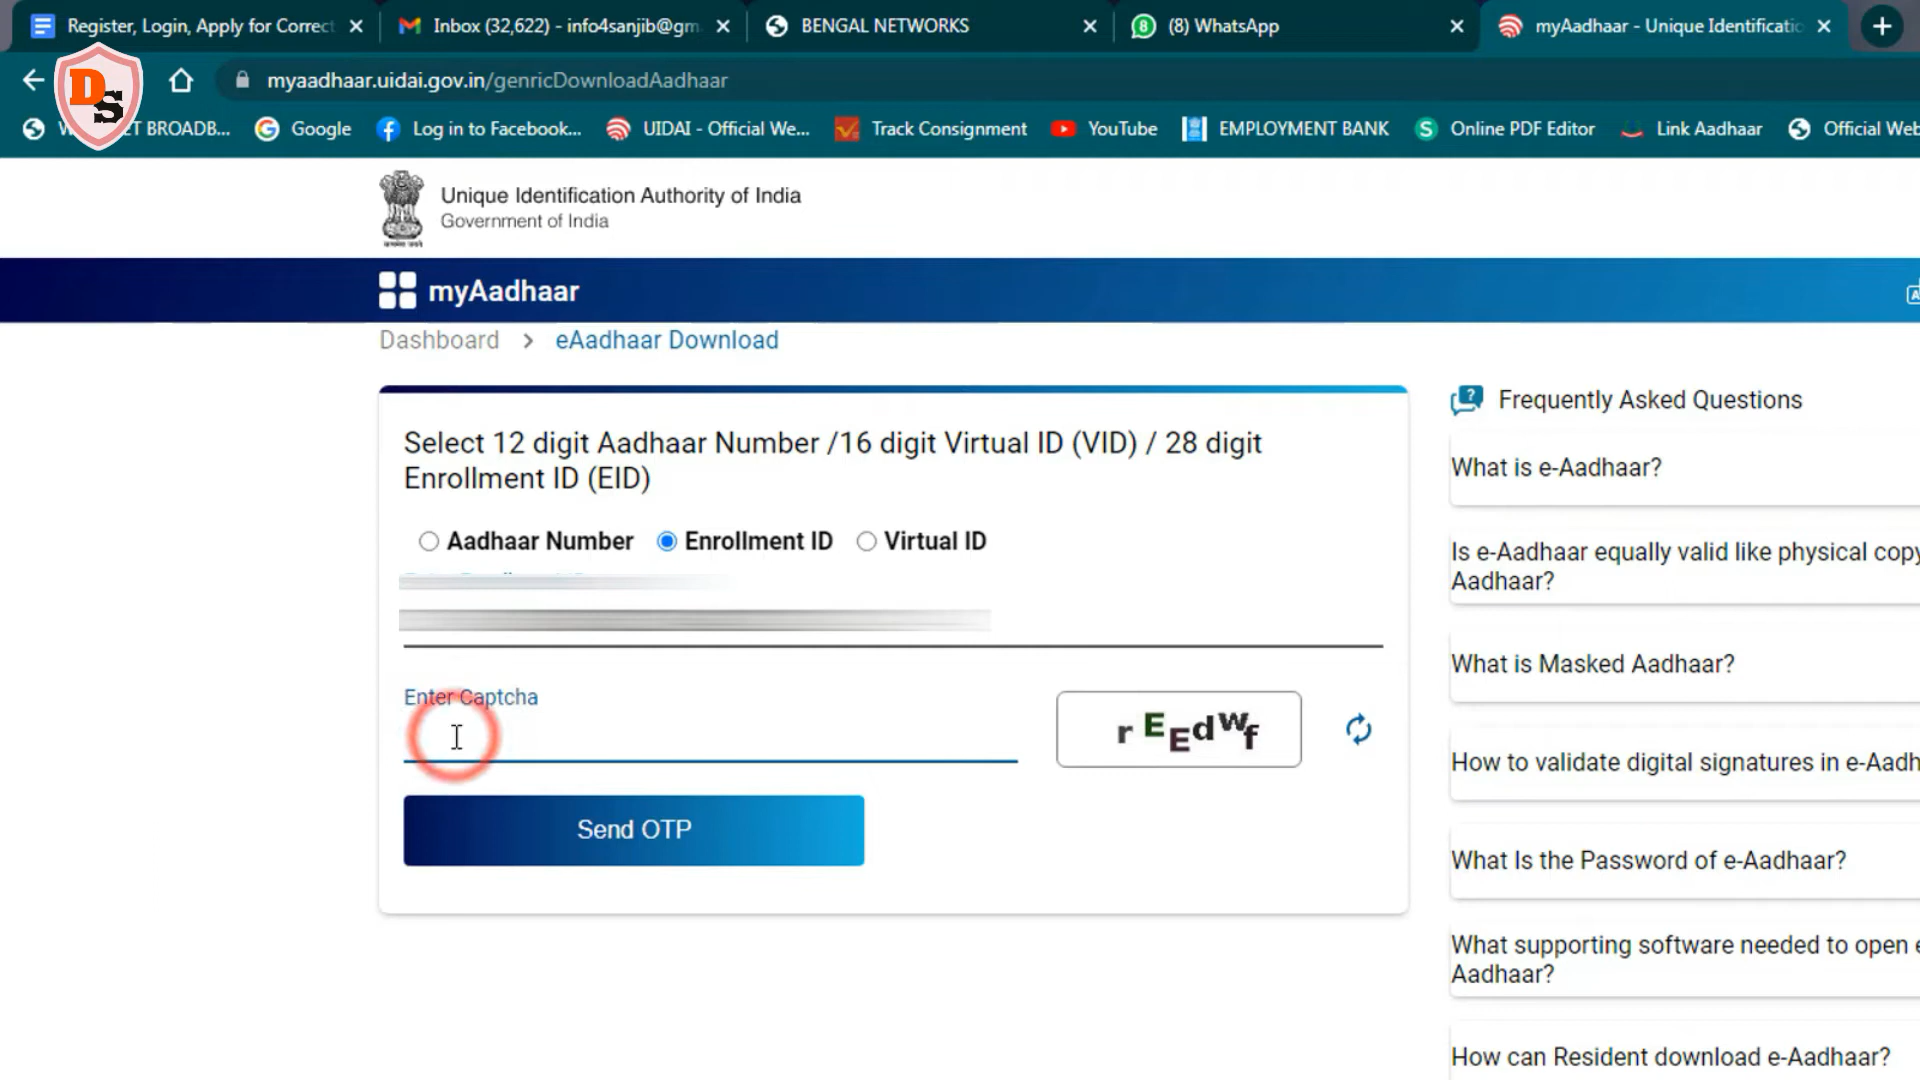 Register, Login, Apply for Correct
Inbox (32,622) - info4sanjib@gm
BENGAL NETWORKS
(8) WhatsApp
myAadhaar - Unique Identificatio
DS
myaadhaar.uidai.gov.in/genricDownloadAadhaar
BROADB...
Google
Log in to Facebook...
UIDAI - Official We...
Track Consignment
YouTube
EMPLOYMENT BANK
Online PDF Editor
Link Aadhaar
Official Web
Unique Identification Authority of India
Government of India
myAadhaar
Dashboard > eAadhaar Download
Select 12 digit Aadhaar Number /16 digit Virtual ID (VID) / 28 digit
Enrollment ID (EID)
Aadhaar Number
Enrollment ID
Virtual ID
Enter Captcha
rEEdWf
Send OTP
Frequently Asked Questions
What is e-Aadhaar?
Is e-Aadhaar equally valid like physical copy
Aadhaar?
What is Masked Aadhaar?
How to validate digital signatures in e-Aadh
What Is the Password of e-Aadhaar?
What supporting software needed to open e
Aadhaar?
How can Resident download e-Aadhaar?